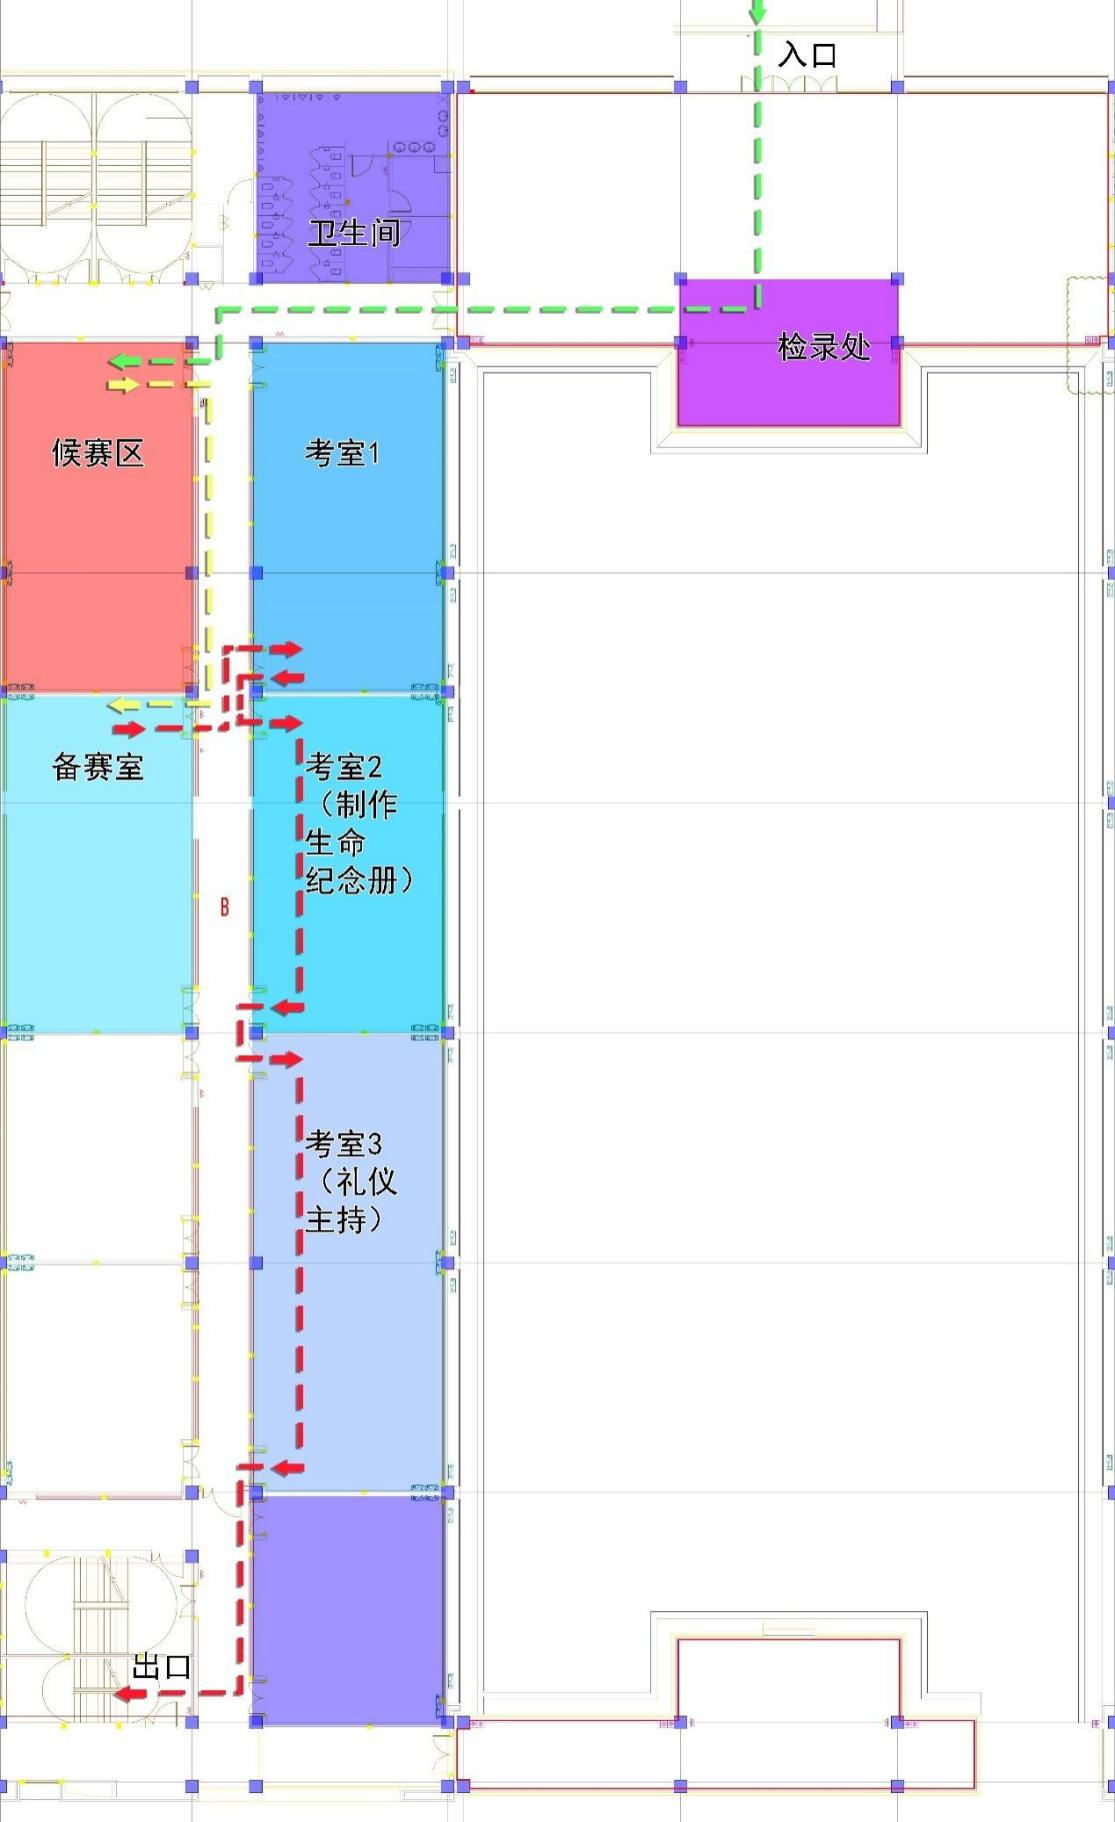 入口
卫生间
检录处
候赛区
考室1
备赛室
考室2
（制作
生命
纪念册）
B
考室3
（礼仪
主持）
出口